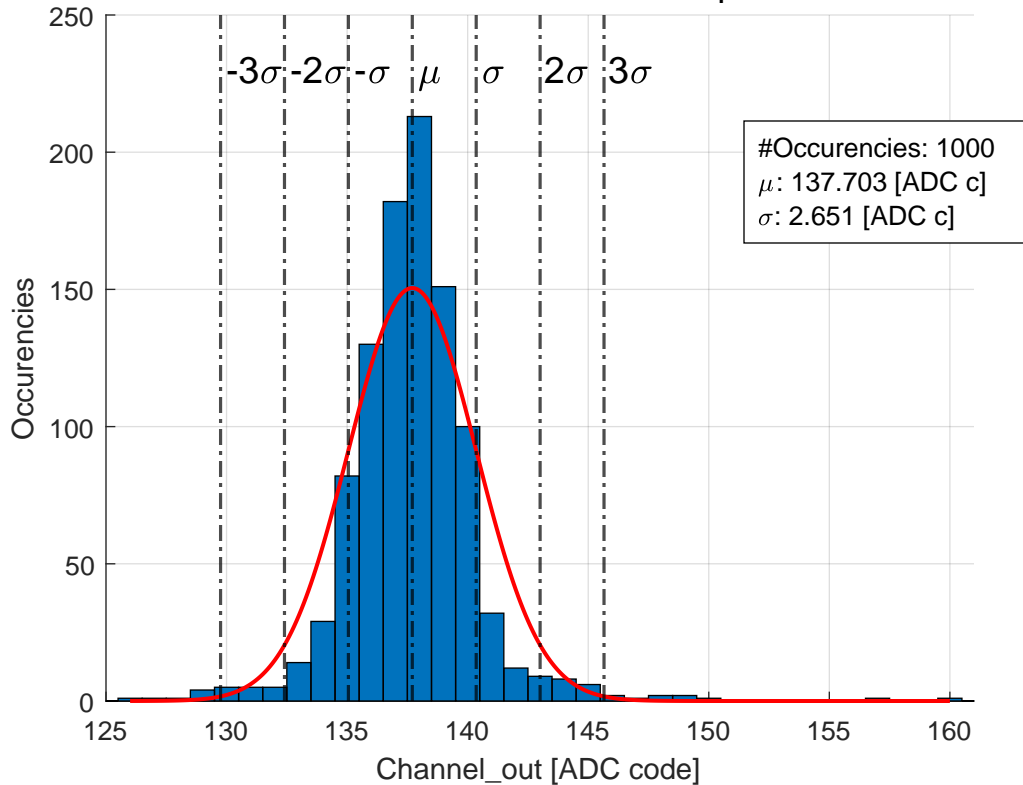 250
200
150
100
50
0
Occurencies
-3σ -2σ -σ μ σ 2σ 3σ
#Occurencies: 1000
μ: 137.703 [ADC c]
σ: 2.651 [ADC c]
125 130 135 140 145 150 155 160
Channel_out [ADC code]